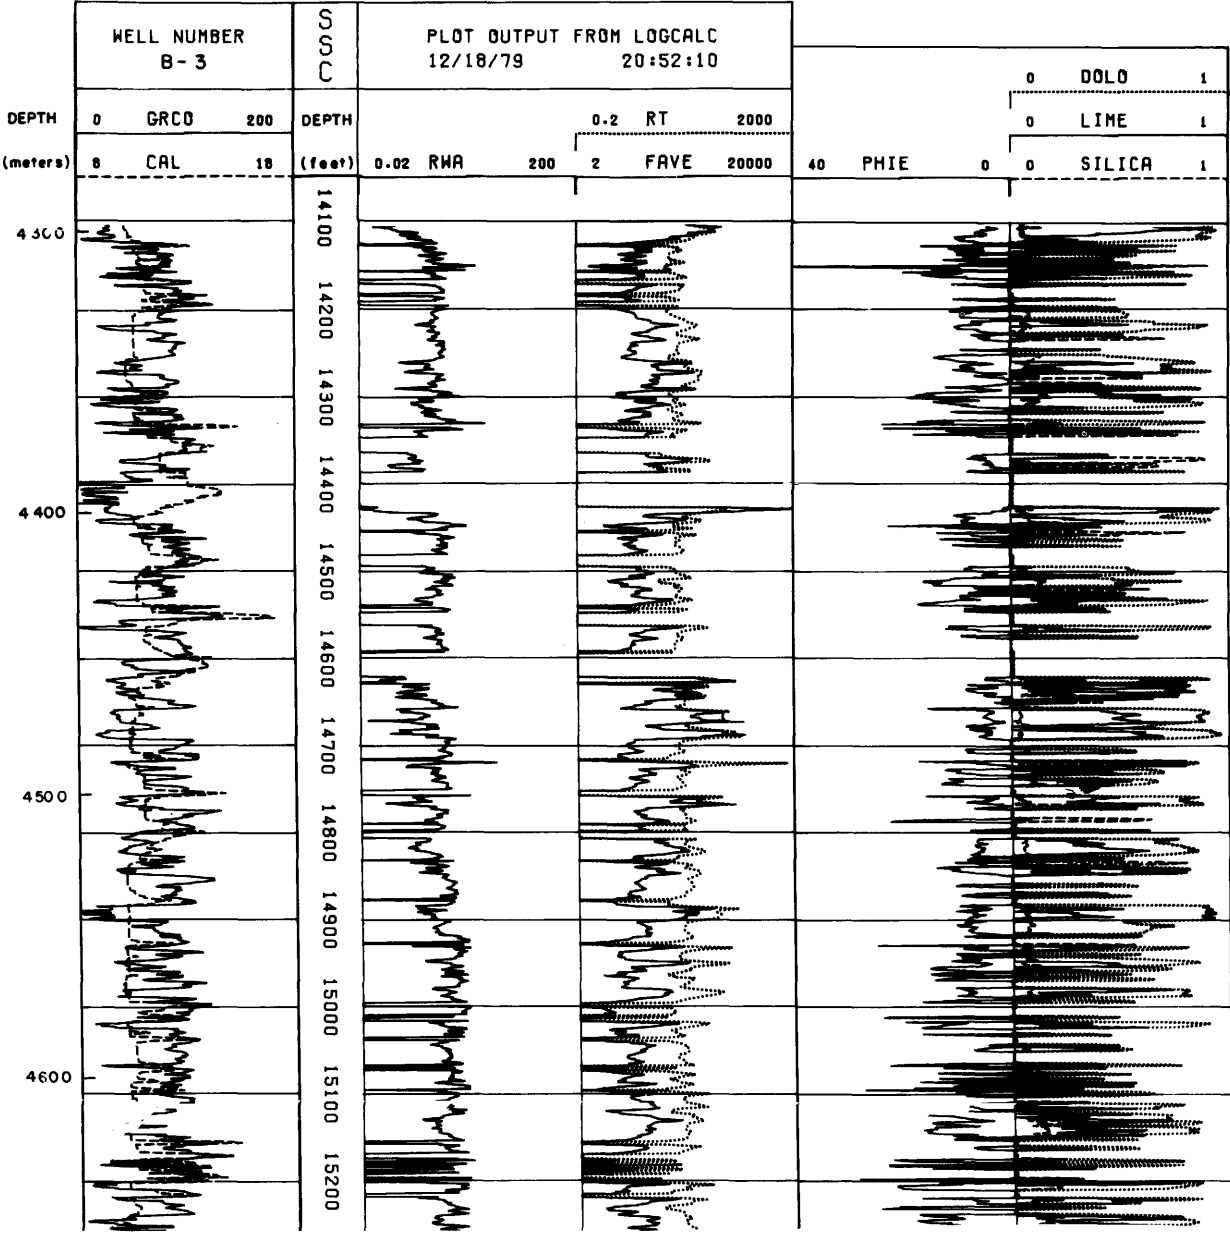 WELL NUMBER
B-3
SSC
PLOT OUTPUT FROM LOGCALC
12/18/79 20:52:10
0 DOLO 1
DEPTH 0 GRCO 200 DEPTH 0.2 RT 2000 0 LIME 1
(meters) 8 CAL 18 (feet) 0.02 RWA 200 2 FAVE 20000 40 PHIE 0 0 SILICA 1
14100
4300
14200
14300
14400
4400
14500
14600
14700
4500
14800
14900
15000
4600
15100
15200